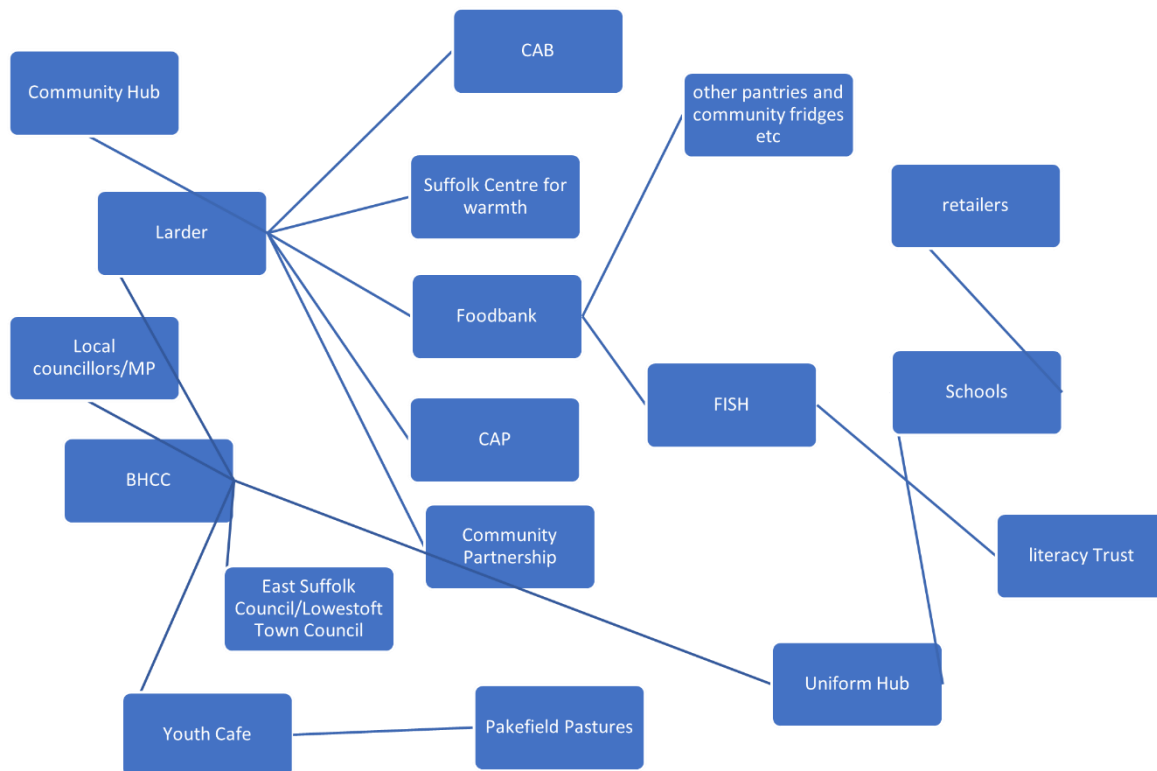 CAB
Community Hub
other pantries and
community fridges
etc
Suffolk Centre for
warmth
retailers
Larder
Foodbank
Local
councillors/MP
FISH
Schools
CAP
BHCC
Community
Partnership
literacy Trust
East Suffolk
Council/Lowestoft
Town Council
Uniform Hub
Youth Cafe
Pakefield Pastures